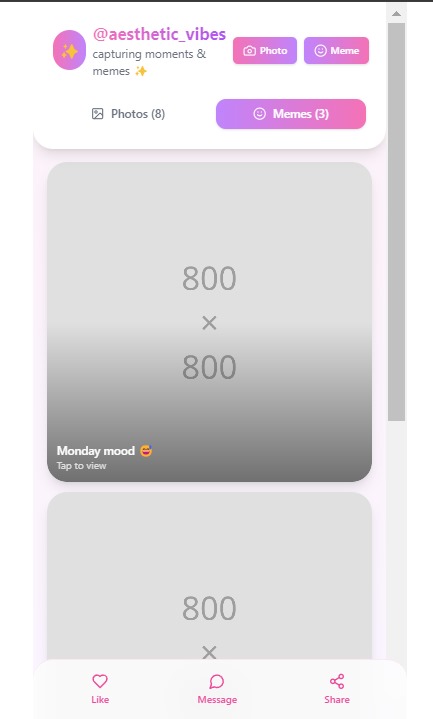 @aesthetic_vibes
capturing moments &
memes ✨
Photo
Meme
Photos (8)
Memes (3)
800
×
800
Monday mood 😅
Tap to view
800
×
Like
Message
Share